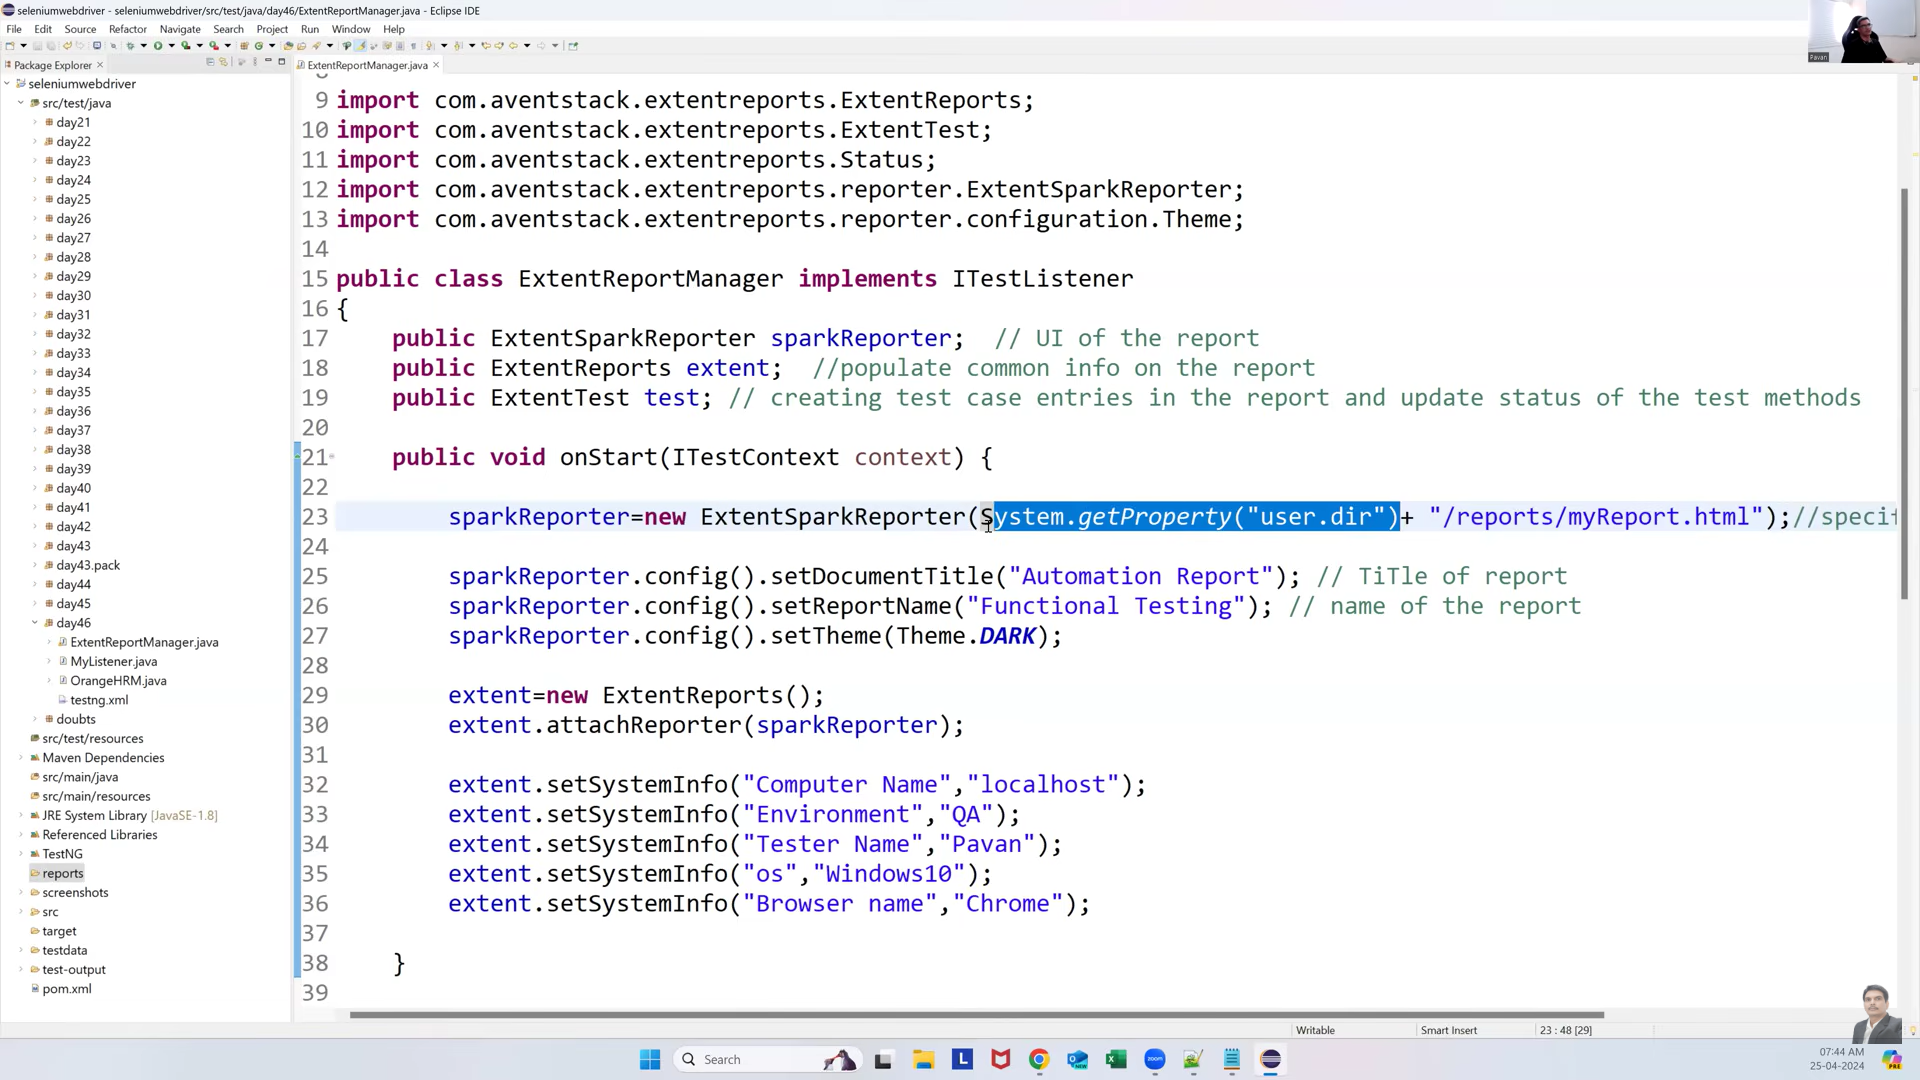 seleniumwebdriver - seleniumwebdriver/src/test/java/day46/ExtentReportManager.java - Eclipse IDE
File Edit Source Refactor Navigate Search Project Run Window Help
Package Explorer
seleniumwebdriver
src/test/java
day21
day22
day23
day24
day25
day26
day27
day28
day29
day30
day31
day32
day33
day34
day35
day36
day37
day38
day39
day40
day41
day42
day43.pack
day44
day45
day46
ExtentReportManager.java
MyListener.java
OrangeHRM.java
testng.xml
doubts
src/test/resources
Maven Dependencies
src/main/java
src/main/resources
JRE System Library [JavaSE-1.8]
Referenced Libraries
TestNG
reports
screenshots
src
target
testdata
test-output
pom.xml
ExtentReportManager.java
9 import com.aventstack.extentreports.ExtentReports;
10 import com.aventstack.extentreports.ExtentTest;
11 import com.aventstack.extentreports.Status;
12 import com.aventstack.extentreports.reporter.ExtentSparkReporter;
13 import com.aventstack.extentreports.reporter.configuration.Theme;
14
15 public class ExtentReportManager implements ITestListener
16 {
17 public ExtentSparkReporter sparkReporter; // UI of the report
18 public ExtentReports extent; //populate common info on the report
19 public ExtentTest test; // creating test case entries in the report and update status of the test methods
20
21 public void onStart(ITestContext context) {
22
23 sparkReporter=new ExtentSparkReporter(System.getProperty("user.dir")+ "/reports/myReport.html");//specif
24
25 sparkReporter.config().setDocumentTitle("Automation Report"); // TiTle of report
26 sparkReporter.config().setReportName("Functional Testing"); // name of the report
27 sparkReporter.config().setTheme(Theme.DARK);
28
29 extent=new ExtentReports();
30 extent.attachReporter(sparkReporter);
31
32 extent.setSystemInfo("Computer Name","localhost");
33 extent.setSystemInfo("Environment","QA");
34 extent.setSystemInfo("Tester Name","Pavan");
35 extent.setSystemInfo("os","Windows10");
36 extent.setSystemInfo("Browser name","Chrome");
37
38 }
39
Pavan
Writable Smart Insert 23 : 48 [29]
Search
07:44 AM
25-04-2024